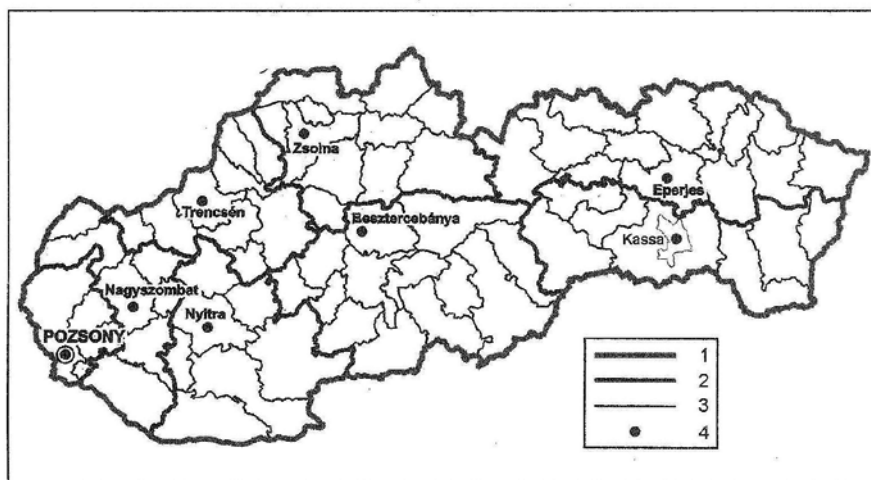 Zsolna
Trencsén
Eperjes
Besztercebánya
Kassa
Nagyszombat
Nyitra
POZSONY
1
2
3
4